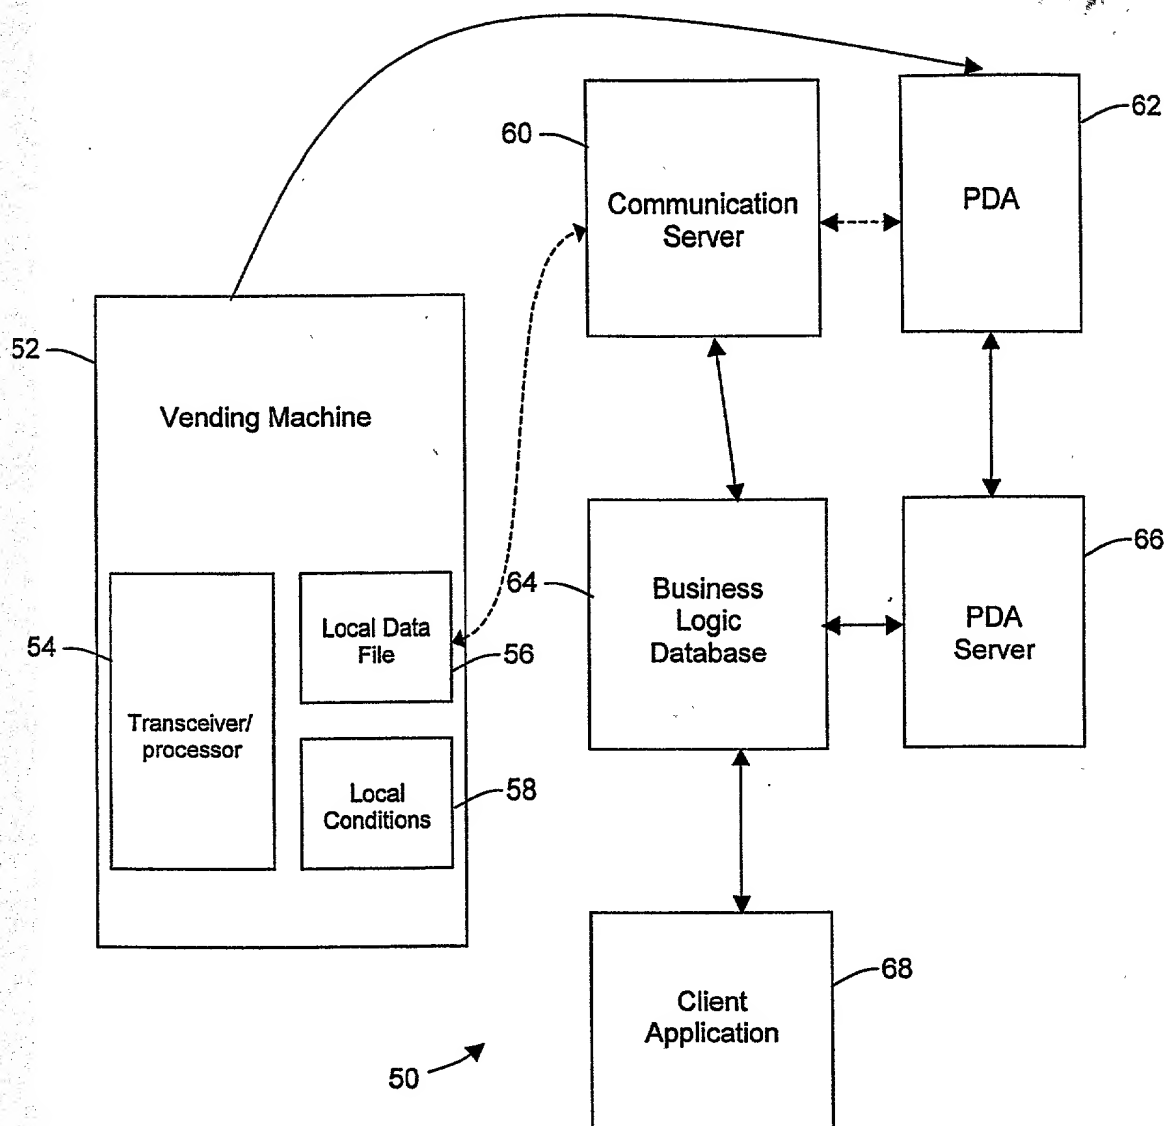 60
Communication
Server
PDA
62
52
Vending Machine
54
Transceiver/
processor
Local Data
File
56
Local
Conditions
58
64
Business
Logic
Database
PDA
Server
66
Client
Application
68
50